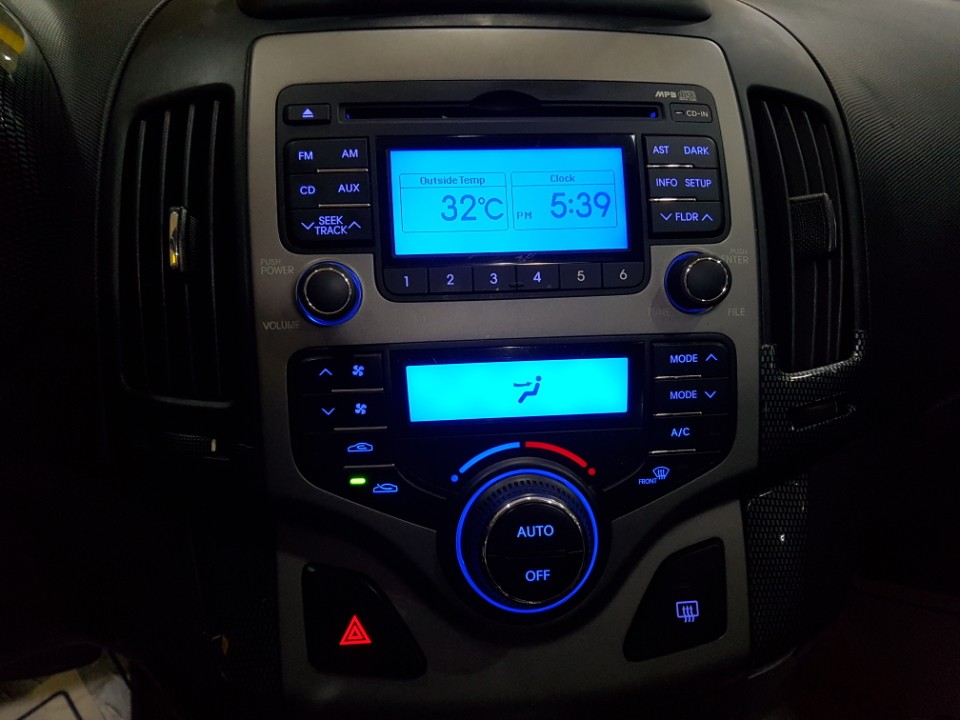 MP3
CD-IN
FM AM
AST DARK
Outside Temp
Clock
CD AUX
INFO SETUP
32°C
PM 5:39
SEEK
TRACK
FLDR
PUSH
POWER
PUSH
ENTER
1 2 3 4 5 6
VOLUME
TUNE
FILE
MODE
MODE
A/C
FRONT
AUTO
OFF